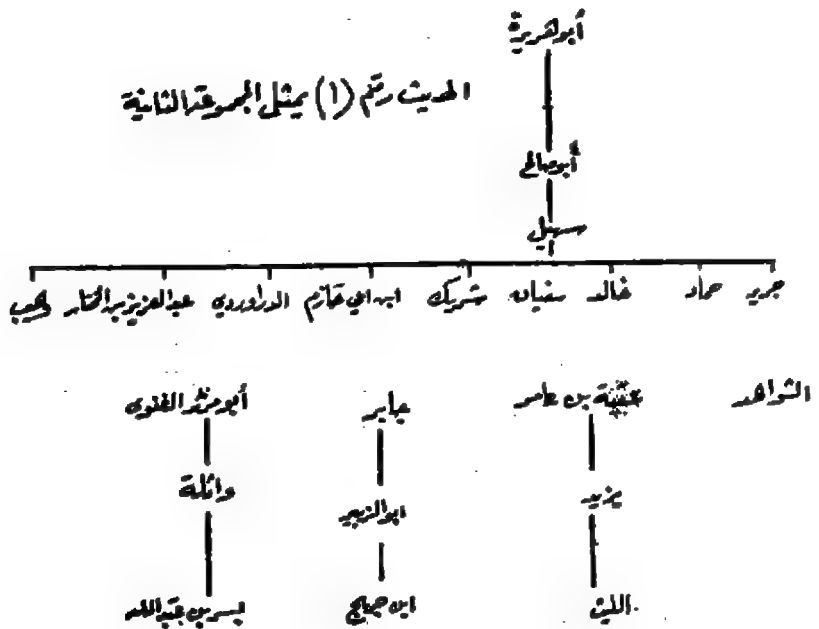 أبو هريرة
الحديث رقم (١) يمثل المجموعة الثانية
أبو صالح
سهيل
جرير حماد خالد سفيان شريك ابن أبي حازم الدراوردي عبد العزيز بن المختار وهيب
الشواهد عقبة بن عامر جابر أبو مرثد الغنوي
يزيد أبو الزبير واثلة
الليث ابن جريج بسر بن عبد الله